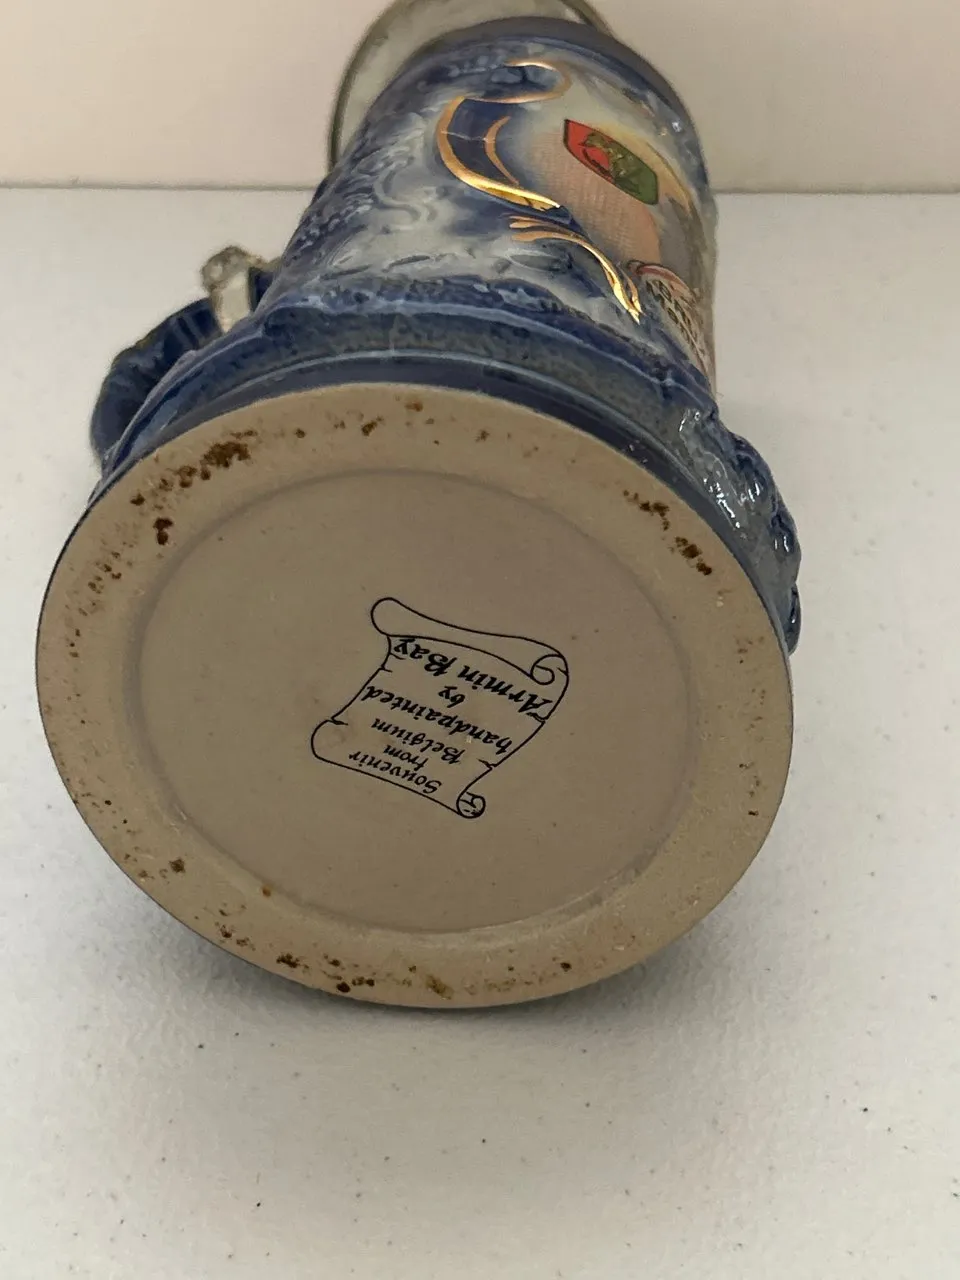 Souvenir
from
Belgium
handpainted
by
Armin Bay